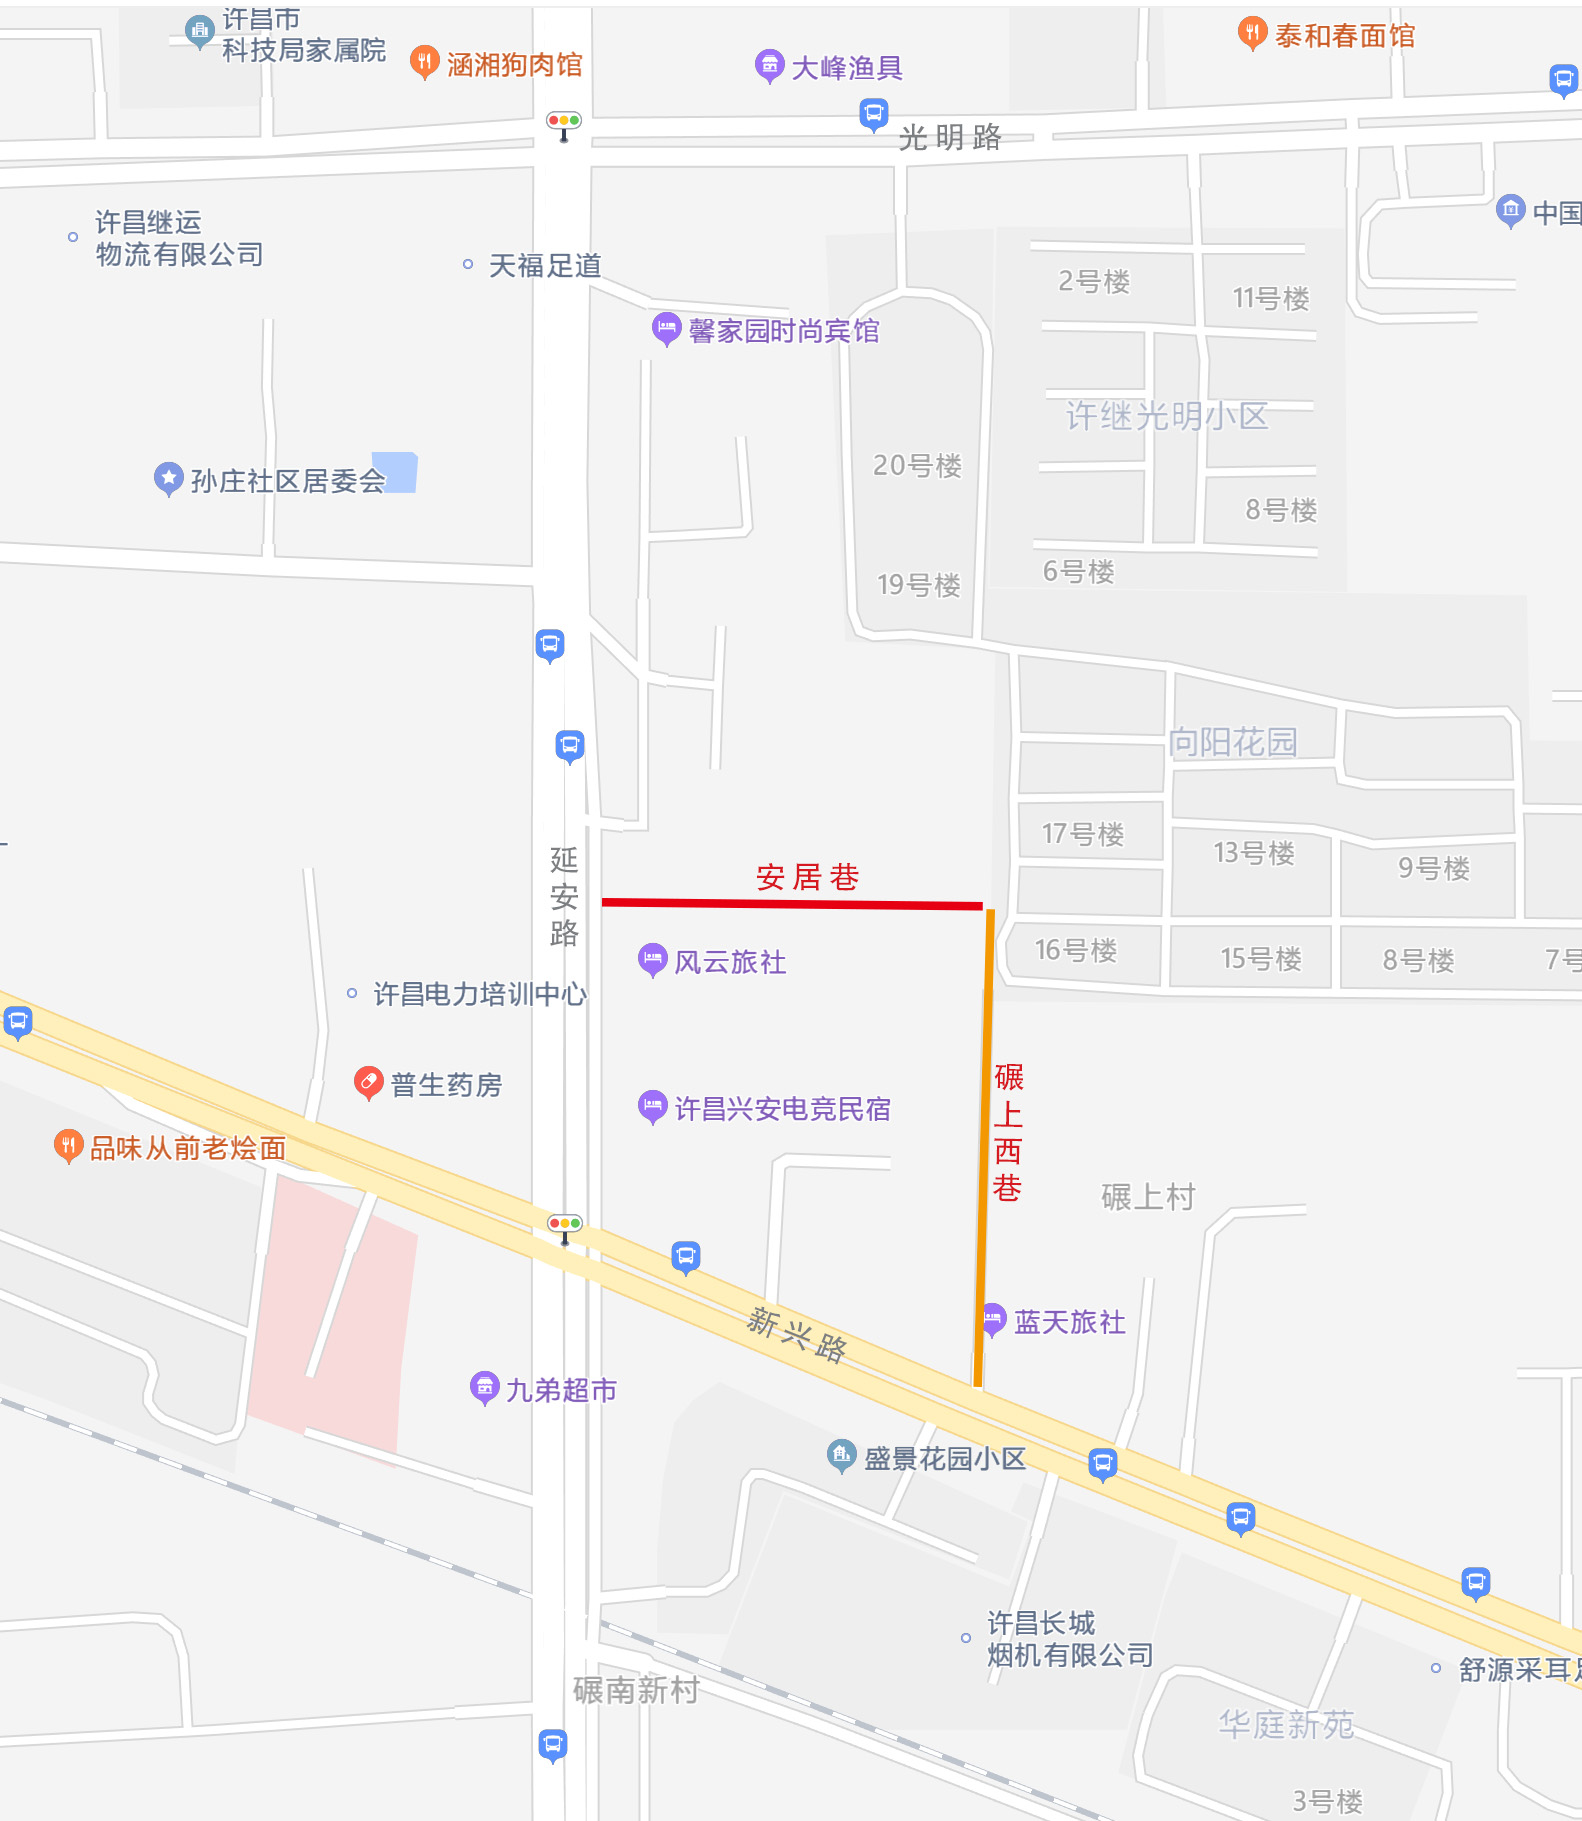 许昌市
科技局家属院
涵湘狗肉馆
大峰渔具
泰和春面馆
光明路
许昌继运
物流有限公司
天福足道
中国
2号楼
11号楼
馨家园时尚宾馆
许继光明小区
20号楼
孙庄社区居委会
8号楼
6号楼
19号楼
向阳花园
17号楼
13号楼
9号楼
安居巷
延安路
风云旅社
16号楼
15号楼
8号楼
7号
许昌电力培训中心
普生药房
许昌兴安电竞民宿
碾上西巷
品味从前老烩面
碾上村
蓝天旅社
新兴路
九弟超市
盛景花园小区
许昌长城
烟机有限公司
舒源采耳
碾南新村
华庭新苑
3号楼